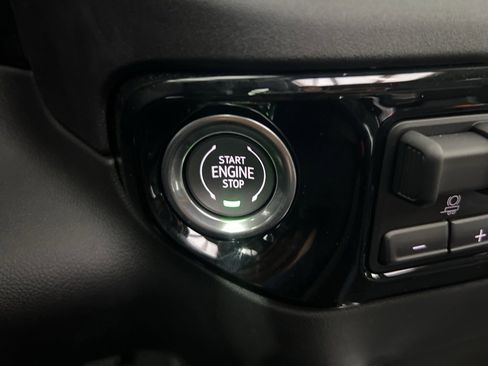 START
ENGINE
STOP
- +